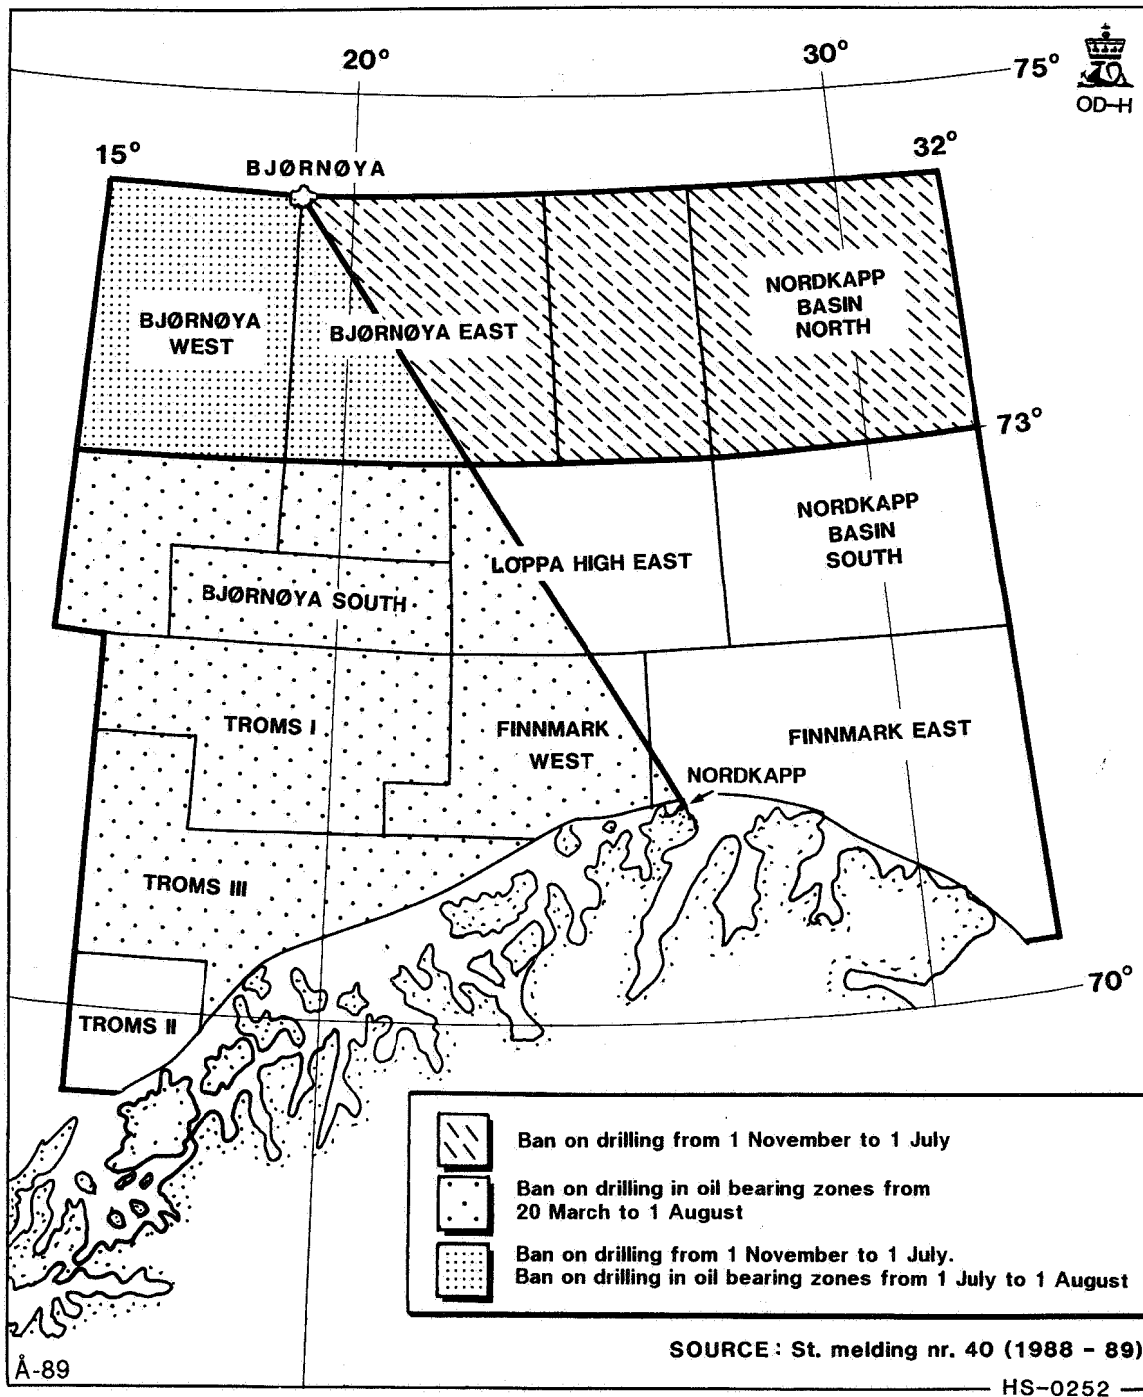 20°
30°
75°
OD-H
15°
BJØRNØYA
32°
BJØRNØYA
WEST
BJØRNØYA EAST
NORDKAPP
BASIN
NORTH
73°
NORDKAPP
BASIN
SOUTH
LOPPA HIGH EAST
BJØRNØYA SOUTH
TROMS I
FINNMARK
WEST
FINNMARK EAST
NORDKAPP
TROMS III
70°
TROMS II
Ban on drilling from 1 November to 1 July
Ban on drilling in oil bearing zones from
20 March to 1 August
Ban on drilling from 1 November to 1 July.
Ban on drilling in oil bearing zones from 1 July to 1 August
SOURCE: St. melding nr. 40 (1988 - 89)
Å-89
HS-0252